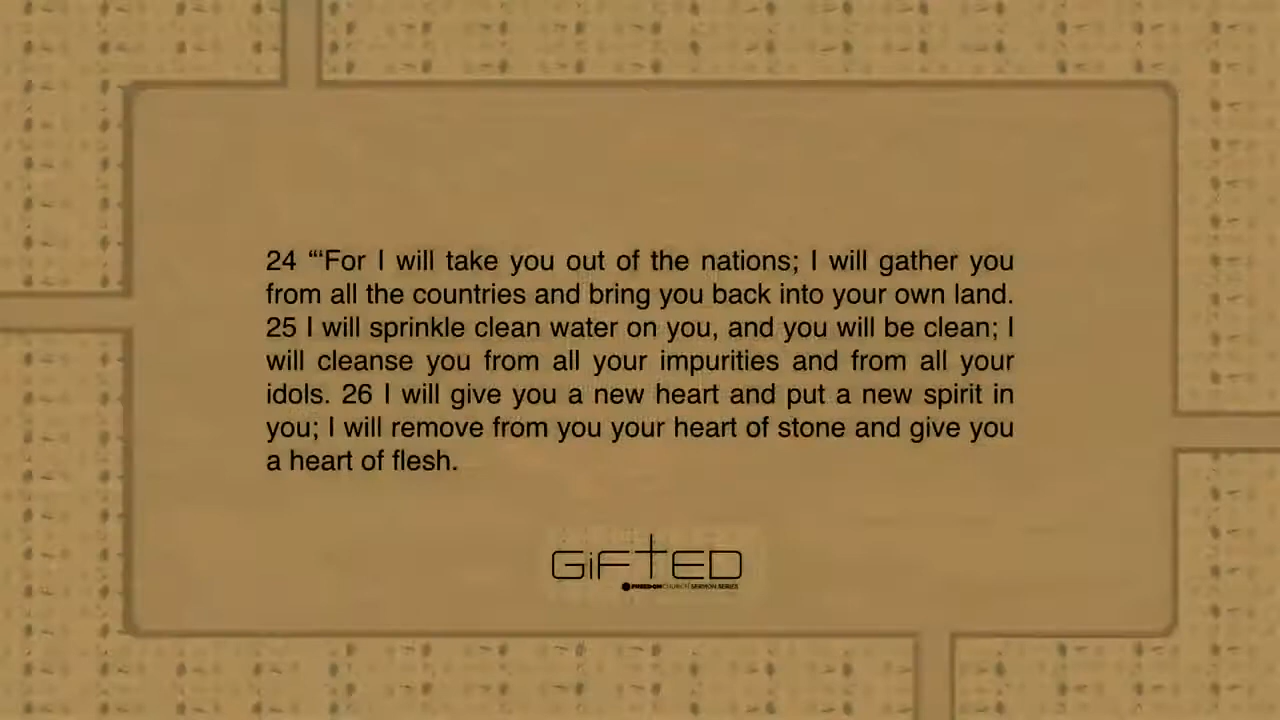 24 “‘For I will take you out of the nations; I will gather you
from all the countries and bring you back into your own land.
25 I will sprinkle clean water on you, and you will be clean; I
will cleanse you from all your impurities and from all your
idols. 26 I will give you a new heart and put a new spirit in
you; I will remove from you your heart of stone and give you
a heart of flesh.
GiFTED
FREEDOMCHURCH|SERMON SERIES